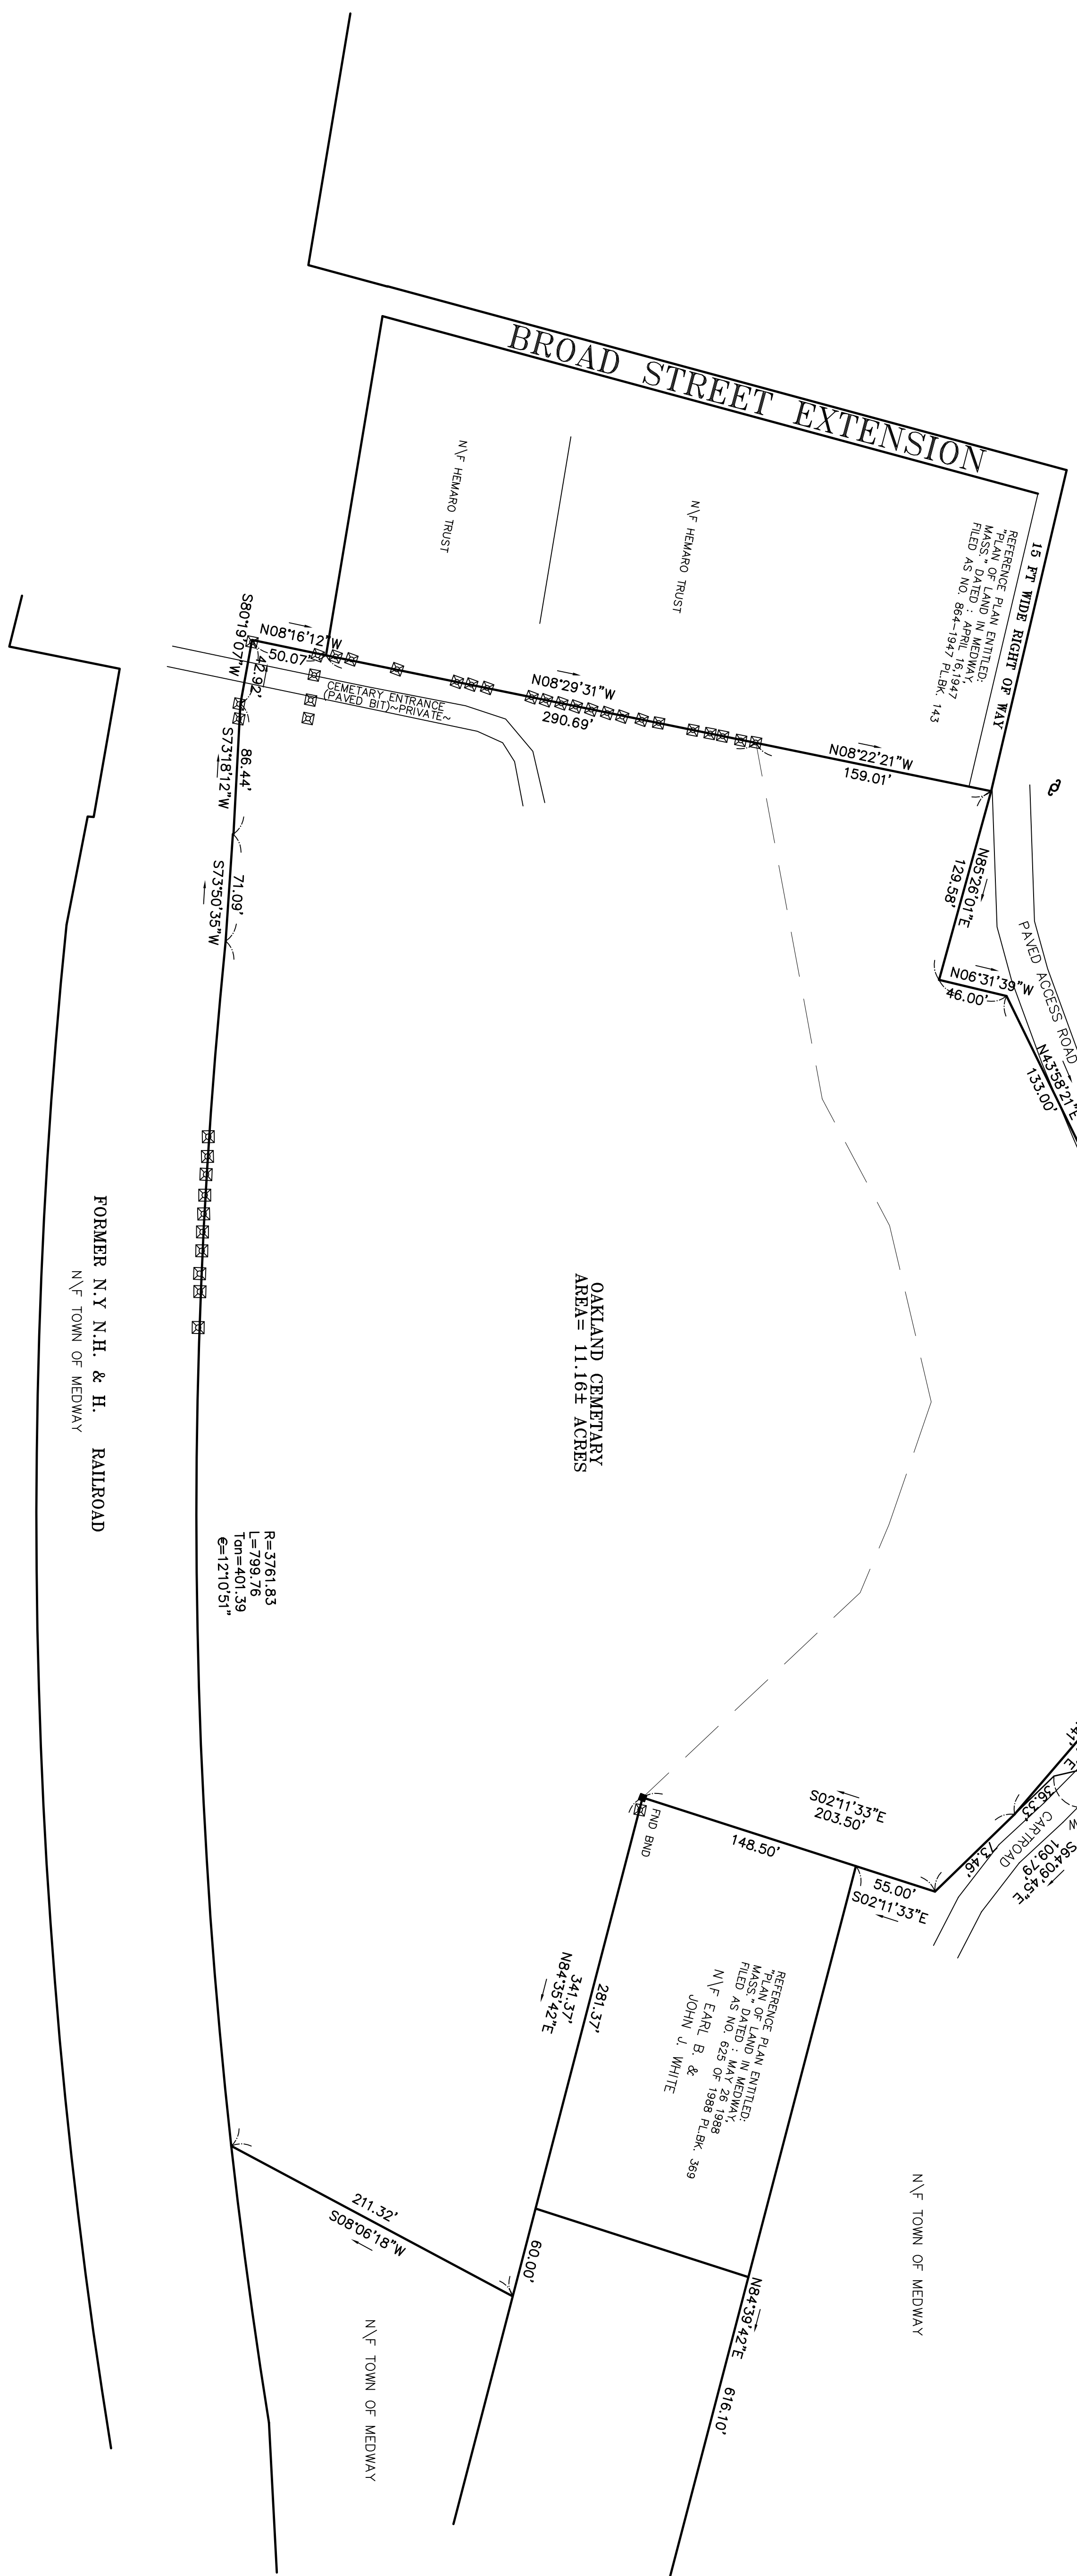 BROAD STREET EXTENSION
15 FT WIDE RIGHT OF WAY
REFERENCE PLAN ENTITLED:
"PLAN OF LAND IN MEDWAY,
MASS." DATED : APRIL 16,1947
FILED AS NO. 864-1947 PL.BK. 143
N\F HEMARO TRUST
N\F HEMARO TRUST
N08°16'12"W
50.07'
S80°19'07"W
42.92'
CEMETARY ENTRANCE
(PAVED BIT)~PRIVATE~
N08°29'31"W
290.69'
N08°22'21"W
159.01'
86.44'
S73°18'12"W
71.09'
S73°50'35"W
N85°26'01"E
129.58'
N06°31'39"W
46.00'
PAVED ACCESS ROAD
N43°58'21"E
133.00'
FORMER N.Y N.H. & H. RAILROAD
N\F TOWN OF MEDWAY
OAKLAND CEMETARY
AREA= 11.16± ACRES
R=3761.83
L=799.76
Tan=401.39
€=12°10'51"
36.33'
CARTROAD
73.46'
S64°09'45"E
109.79'
S02°11'33"E
203.50'
148.50'
55.00'
S02°11'33"E
FND BND
REFERENCE PLAN ENTITLED:
"PLAN OF LAND IN MEDWAY,
MASS." DATED : MAY 26 1988
FILED AS NO. 625 OF 1988 PL.BK. 369
N\F EARL B. &
JOHN J. WHITE
281.37'
341.37'
N84°35'42"E
N\F TOWN OF MEDWAY
211.32'
S08°06'18"W
60.00'
N84°39'42"E
616.10'
N\F TOWN OF MEDWAY